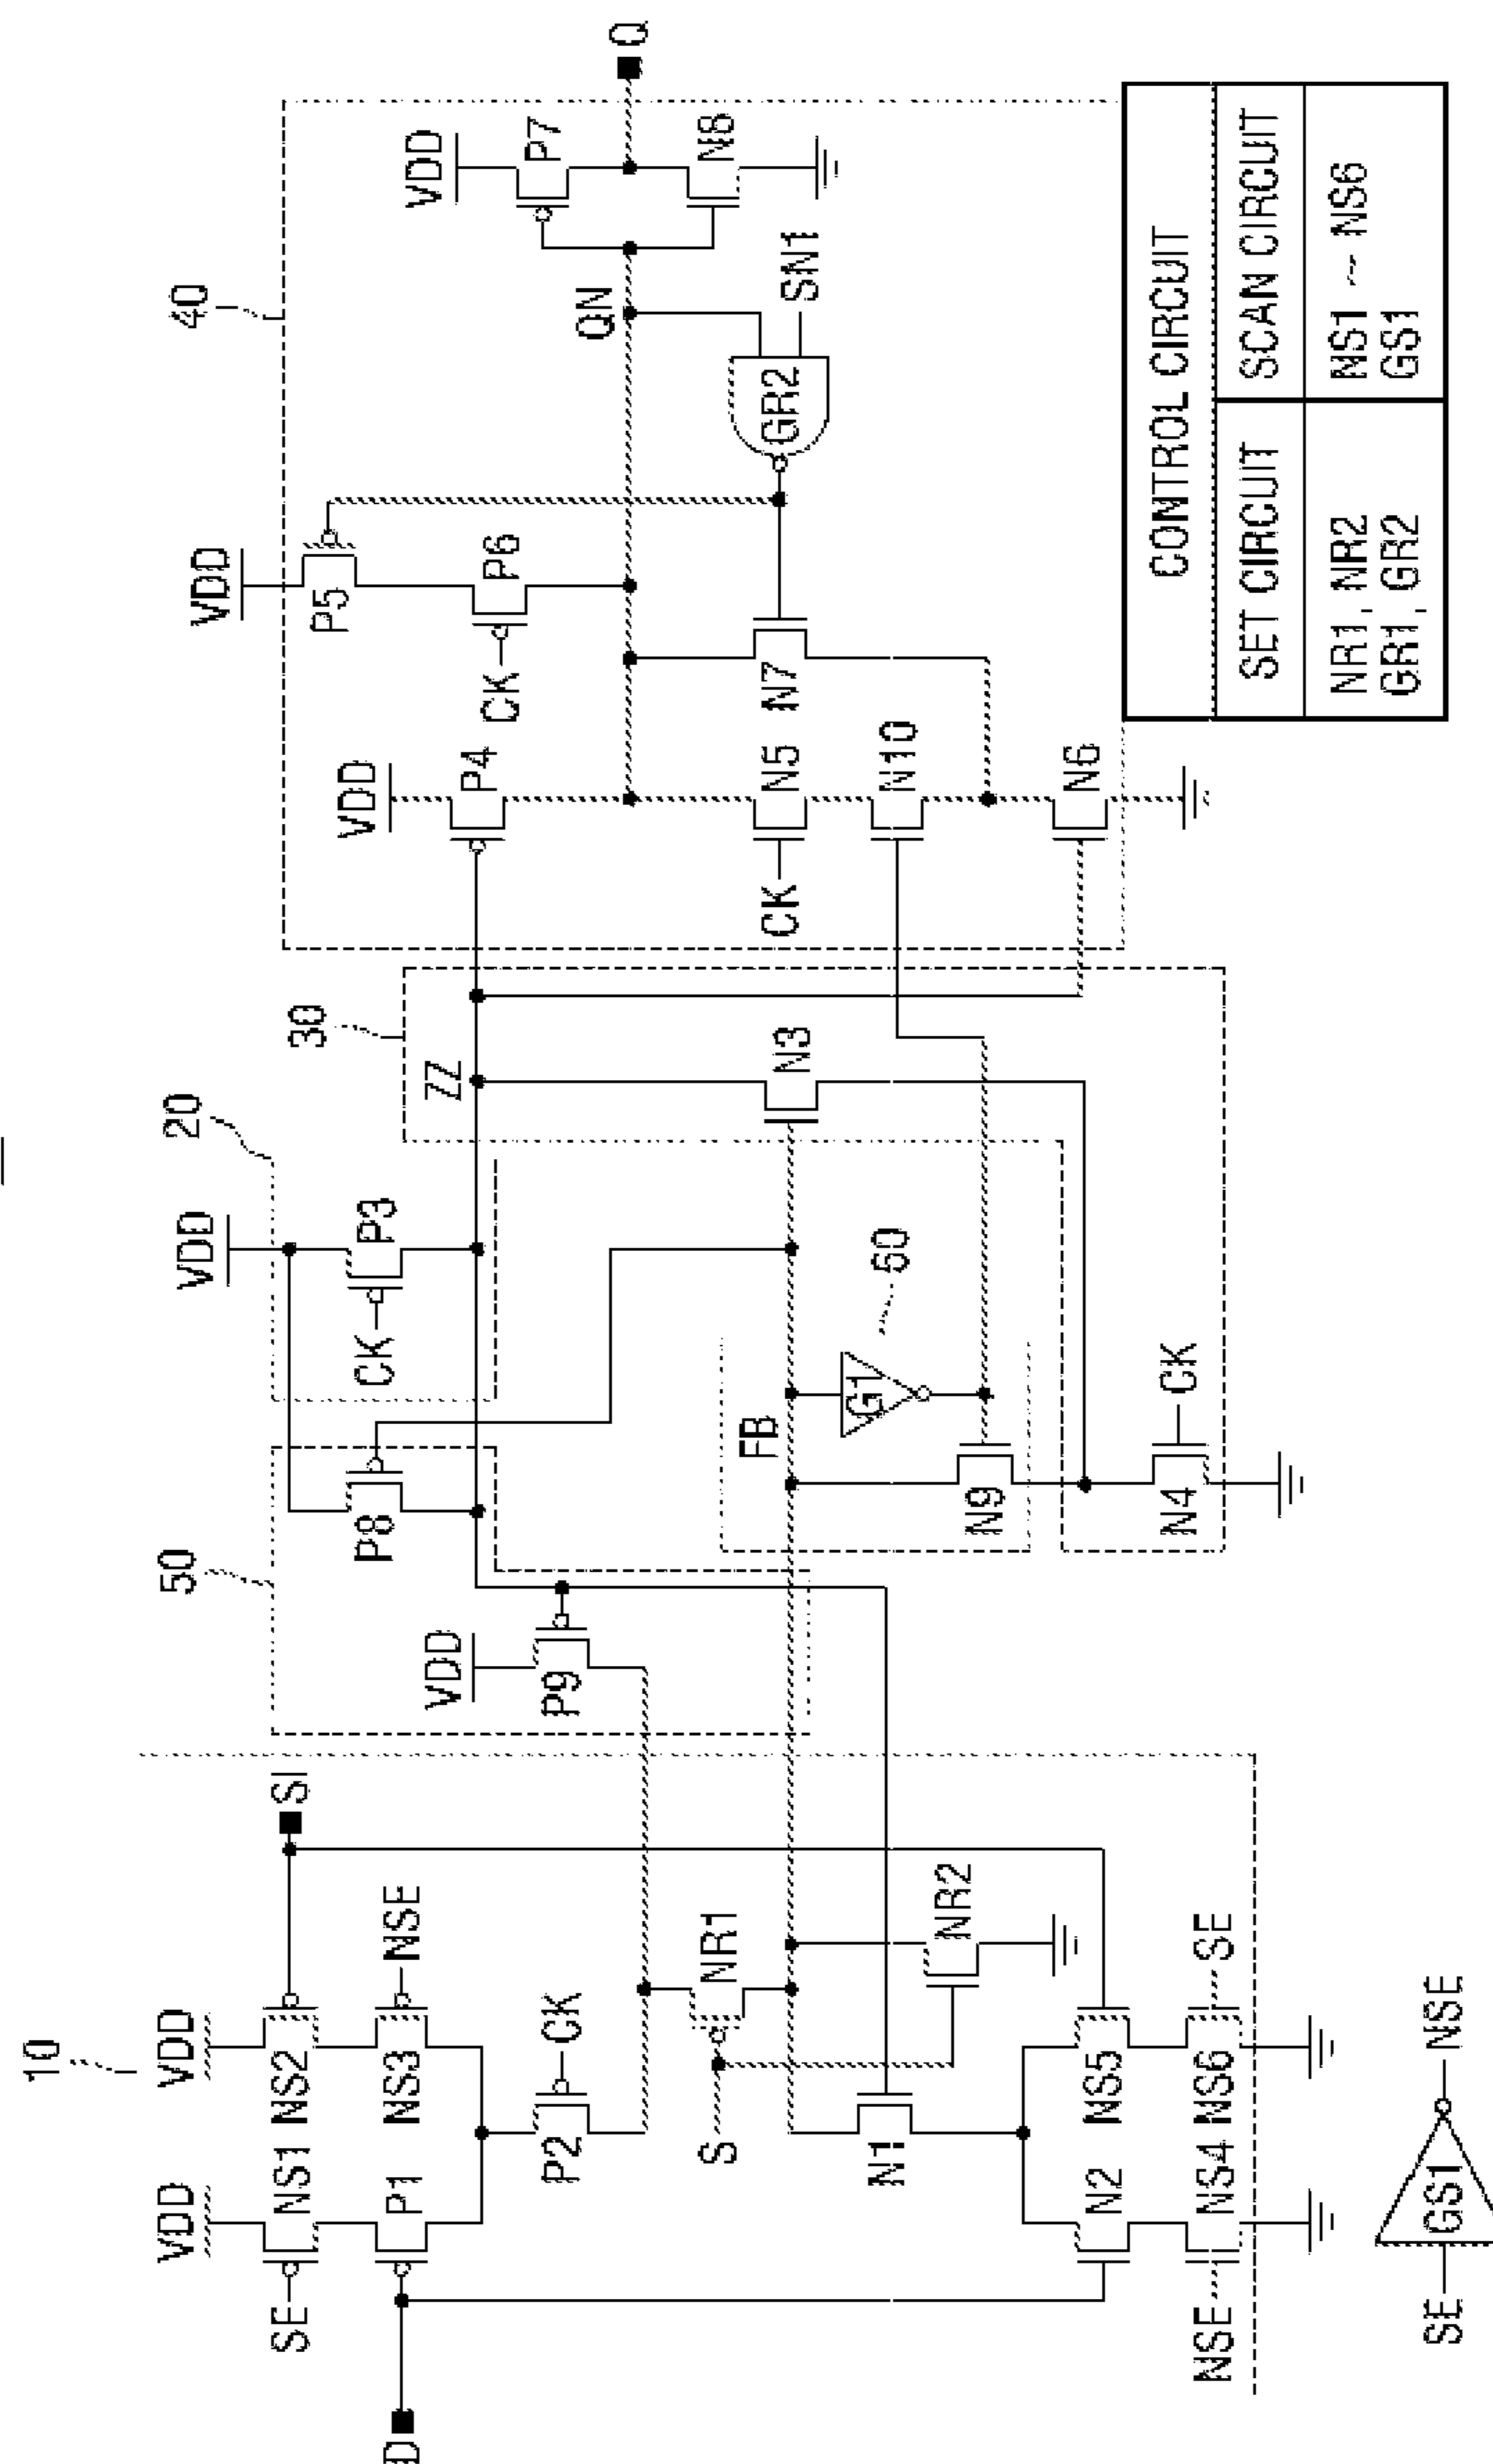 10
VDD
VDD
SE
NS1
NS2
SI
NSE
P1
NS3
D
P2
CK
S
NR1
NR2
N1
N2
NS5
NSE
NS4
NS6
SE
SE
GS1
NSE
50
VDD
P9
P8
20
VDD
CK
P3
FB
G1
60
N9
N4
CK
30
ZZ
N3
40
VDD
P4
VDD
P5
CK
P6
QN
VDD
P7
Q
N8
CK
N5
N7
GR2
SN1
N10
N6
CONTROL CIRCUIT
SET CIRCUIT
SCAN CIRCUIT
NR1, NR2
GR1, GR2
NS1 ~ NS6
GS1